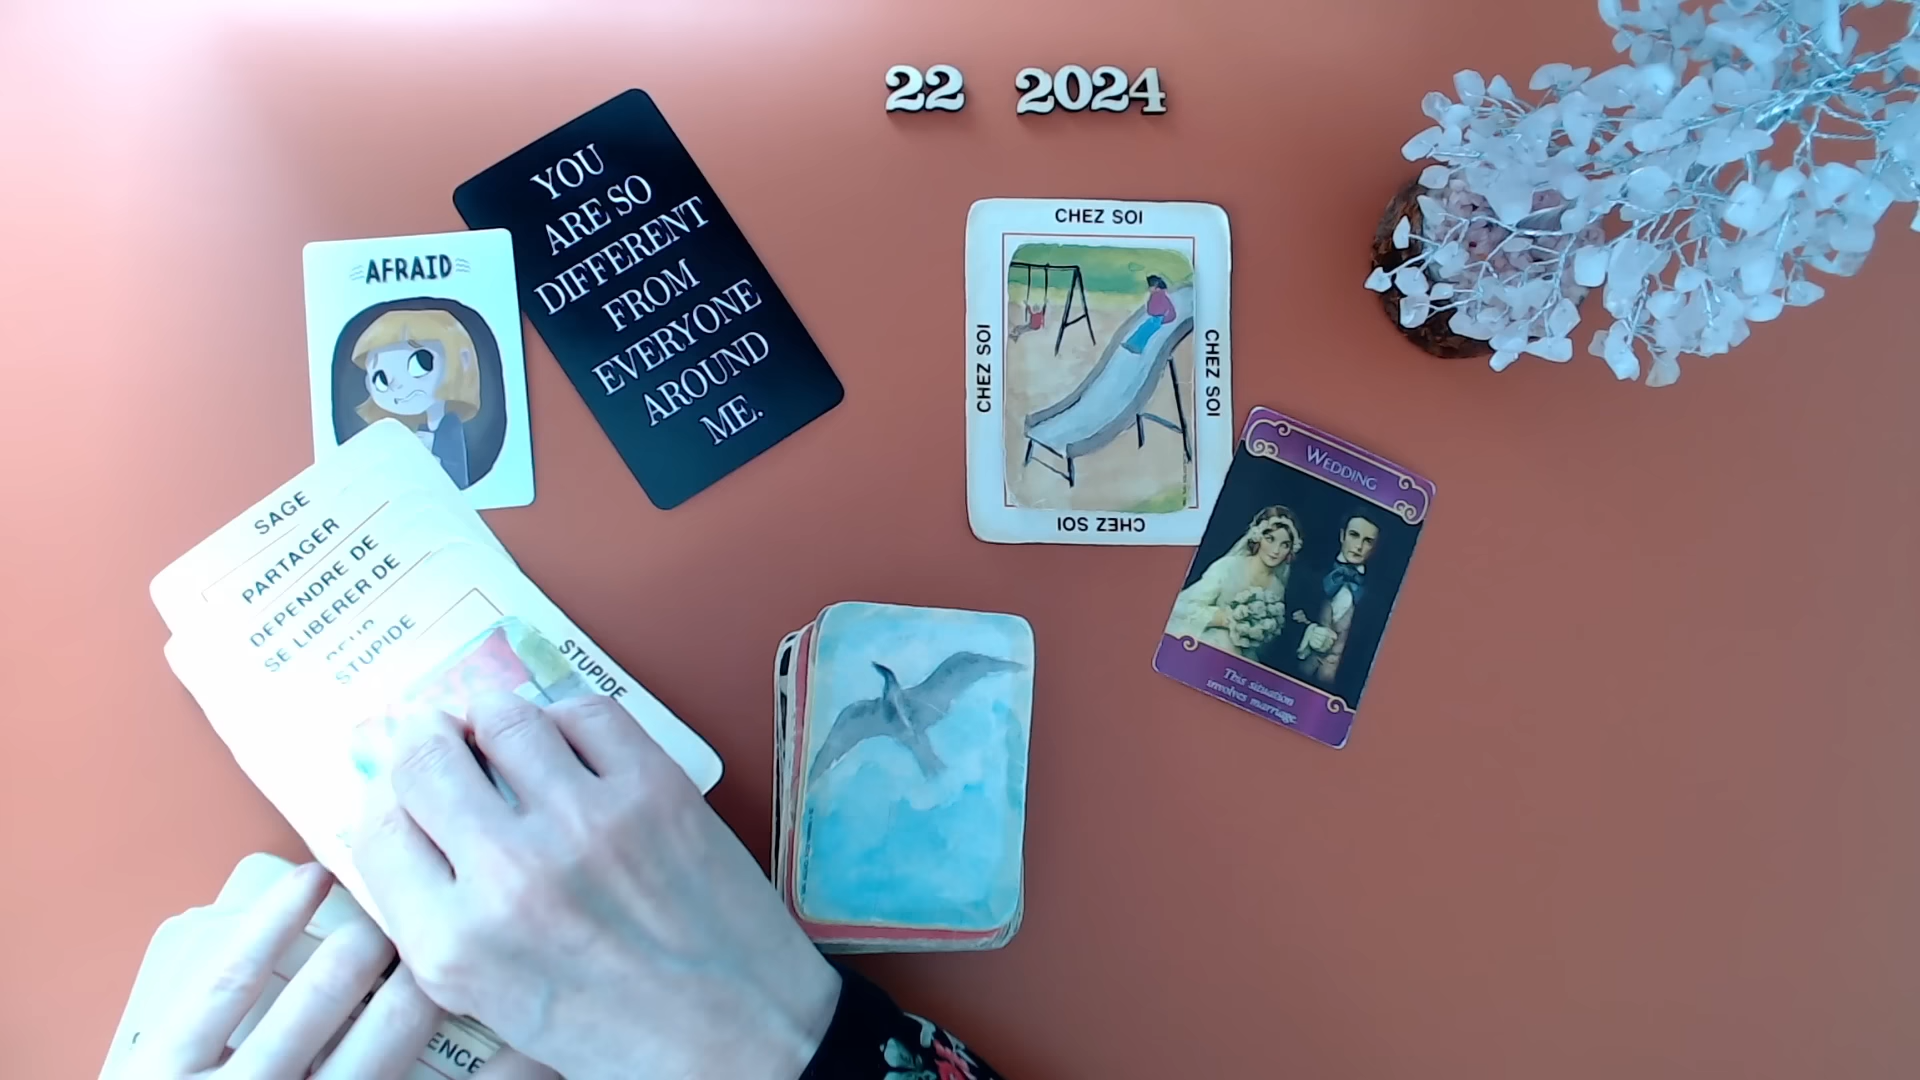 22 2024
YOU
ARE SO
DIFFERENT
FROM
EVERYONE
AROUND
ME.
AFRAID
CHEZ SOI
CHEZ SOI
CHEZ SOI
CHEZ SOI
WEDDING
This situation
involves marriage.
SAGE
PARTAGER
DEPENDRE DE
SE LIBERER DE
PEUR
STUPIDE
STUPIDE